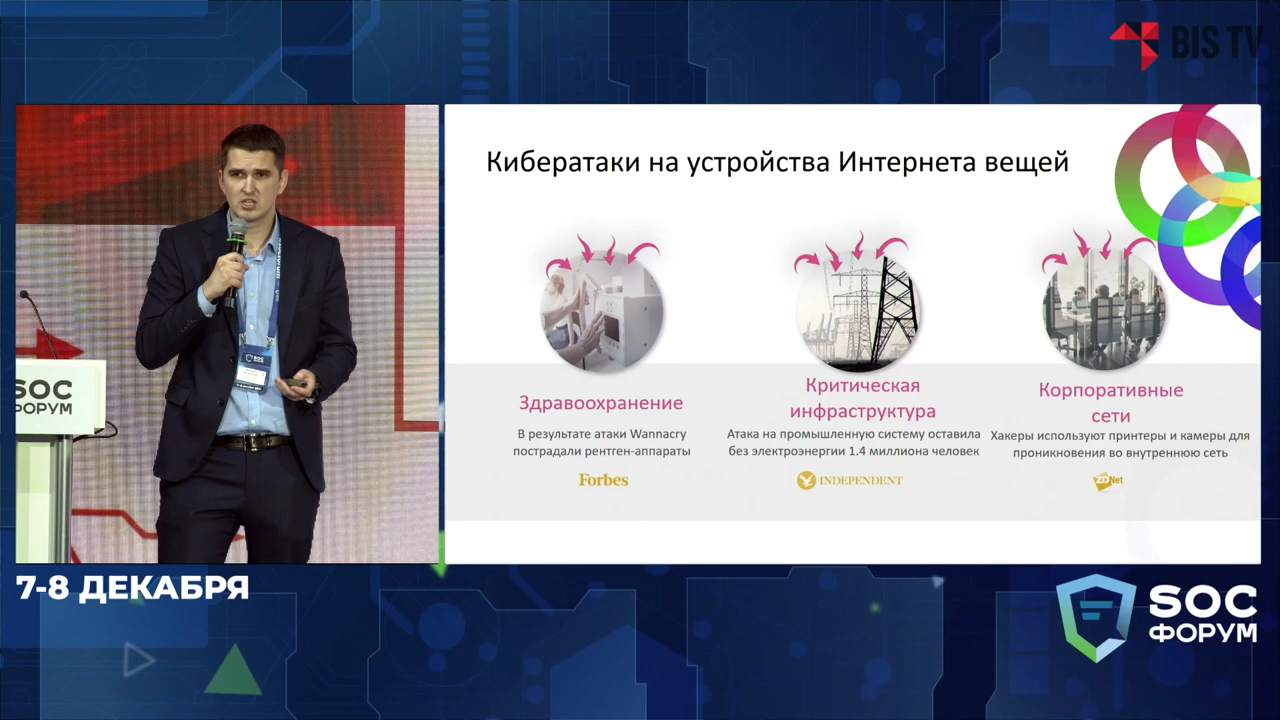 BIS TV
Кибератаки на устройства Интернета вещей
Здравоохранение
В результате атаки Wannacry
пострадали рентген-аппараты
Forbes
Критическая
инфраструктура
Атака на промышленную систему оставила
без электроэнергии 1.4 миллиона человек
INDEPENDENT
Корпоративные
сети
Хакеры используют принтеры и камеры для
проникновения во внутреннюю сеть
ZDNet
SOC
ФОРУМ
SOC
7-8 ДЕКАБРЯ
SOC
ФОРУМ